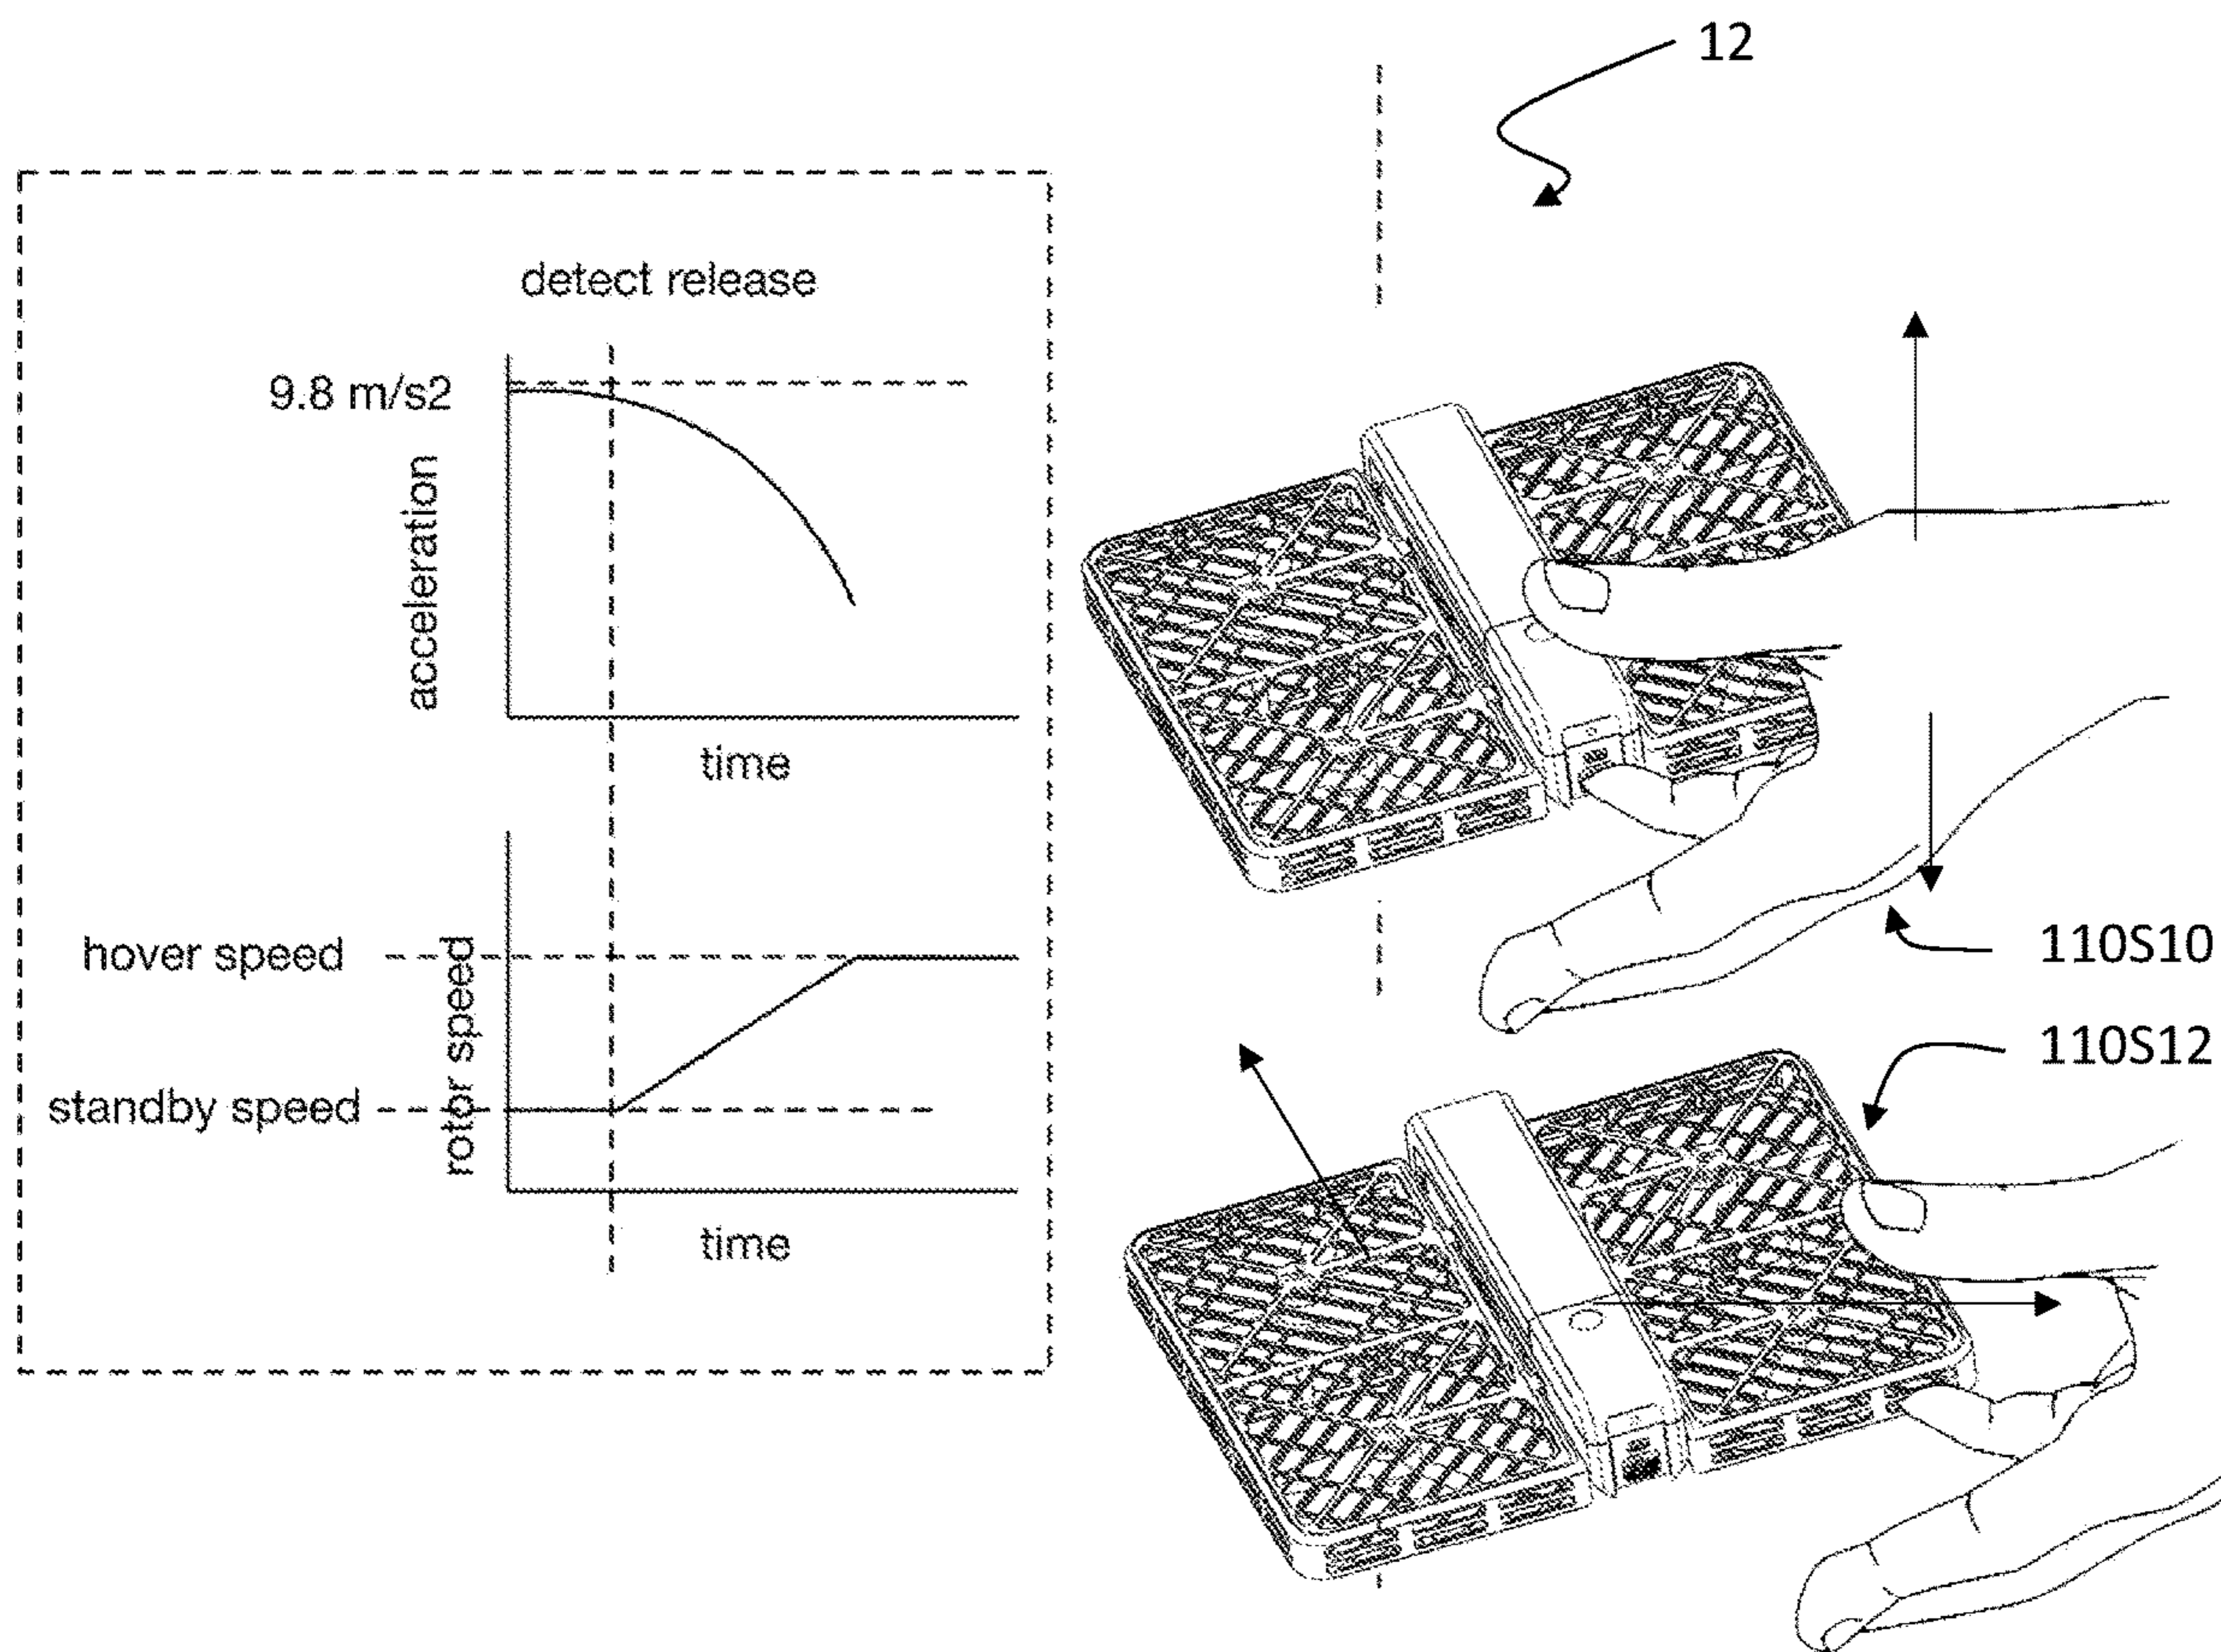 12
detect release
9.8 m/s2
acceleration
time
hover speed
rotor speed
standby speed
time
110S10
110S12